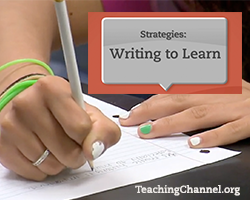 Strategies:
Writing to Learn
TeachingChannel.org